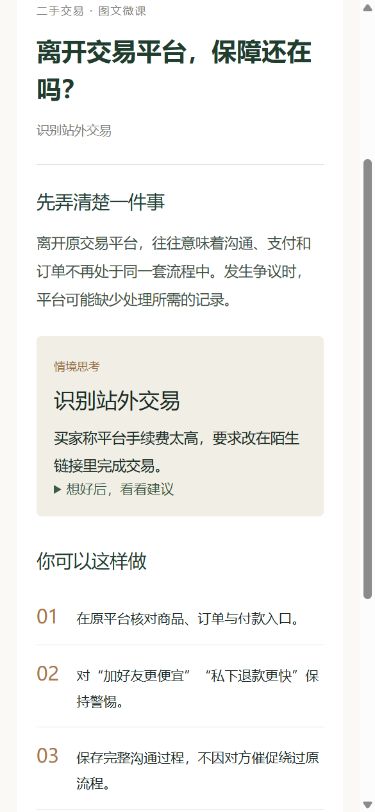 二手交易 · 图文微课
离开交易平台，保障还在
吗？
识别站外交易
先弄清楚一件事
离开原交易平台，往往意味着沟通、支付和
订单不再处于同一套流程中。发生争议时，
平台可能缺少处理所需的记录。
情境思考
识别站外交易
买家称平台手续费太高，要求改在陌生
链接里完成交易。
▶ 想好后，看看建议
你可以这样做
01 在原平台核对商品、订单与付款入口。
02 对“加好友更便宜”“私下退款更快”保
持警惕。
03 保存完整沟通过程，不因对方催促绕过原
流程。